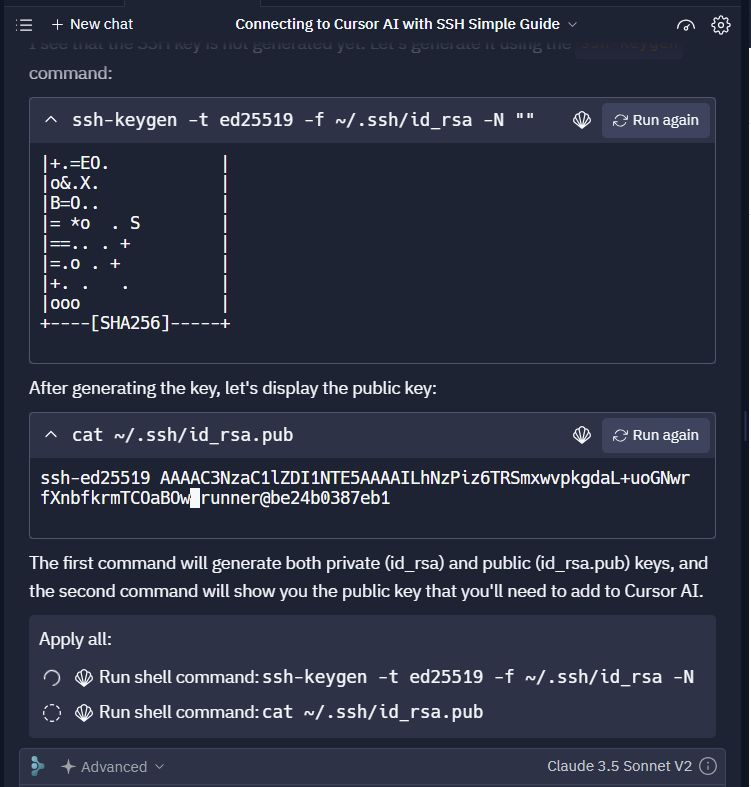 + New chat
Connecting to Cursor AI with SSH Simple Guide
I see that the SSH key is not generated yet. Let's generate it using the ssh-keygen
command:
ssh-keygen -t ed25519 -f ~/.ssh/id_rsa -N ""
Run again
|+.=EO.           |
|o&.X.            |
|B=O..            |
|= *o  . S        |
|==.. . +         |
|=.o . +          |
|+. .   .         |
|ooo              |
+----[SHA256]-----+
After generating the key, let's display the public key:
cat ~/.ssh/id_rsa.pub
Run again
ssh-ed25519 AAAAC3NzaC1lZDI1NTE5AAAAILhNzPiz6TRSmxwvpkgdaL+uoGNwr
fXnbfkrmTCOaBOw runner@be24b0387eb1
The first command will generate both private (id_rsa) and public (id_rsa.pub) keys, and
the second command will show you the public key that you'll need to add to Cursor AI.
Apply all:
Run shell command: ssh-keygen -t ed25519 -f ~/.ssh/id_rsa -N
Run shell command: cat ~/.ssh/id_rsa.pub
Advanced
Claude 3.5 Sonnet V2